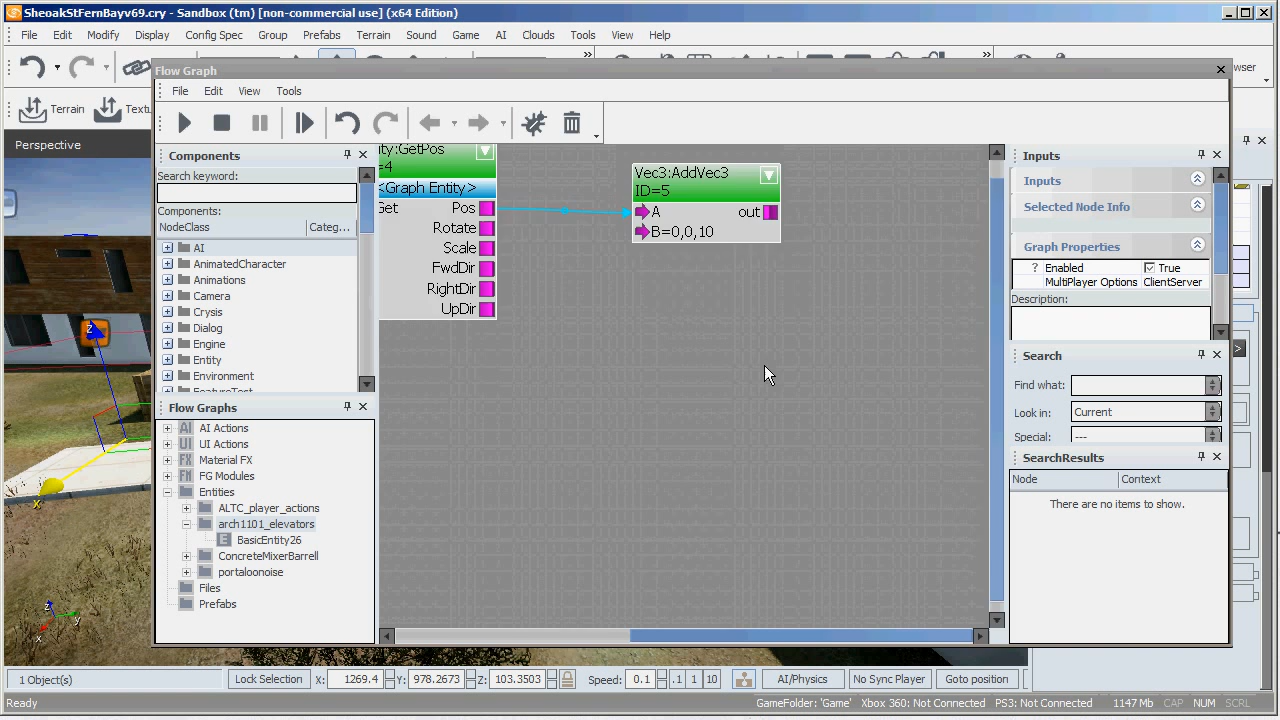 SheoakStFernBayv69.cry - Sandbox (tm) [non-commercial use] (x64 Edition)
File Edit Modify Display Config Spec Group Prefabs Terrain Sound Game AI Clouds Tools View Help
Flow Graph
File Edit View Tools
Terrain
Perspective
Components
Search keyword:
Components:
NodeClass Categ...
AI
AnimatedCharacter
Animations
Camera
Crysis
Dialog
Engine
Entity
Environment
FeatureTest
Flow Graphs
AI AI Actions
UI UI Actions
FX Material FX
FM FG Modules
Entities
ALTC_player_actions
arch1101_elevators
E BasicEntity26
ConcreteMixerBarrell
portaloonoise
Files
Prefabs
ity:GetPos
=4
<Graph Entity>
Get Pos
Rotate
Scale
FwdDir
RightDir
UpDir
Vec3:AddVec3
ID=5
A out
B=0,0,10
Inputs
Inputs
Selected Node Info
Graph Properties
? Enabled True
MultiPlayer Options ClientServer
Description:
Search
Find what:
Look in: Current
Special: ---
SearchResults
Node Context
There are no items to show.
z
x
z
y
x
1 Object(s) Lock Selection X: 1269.4 Y: 978.2673 Z: 103.3503 Speed: 0.1 .1 1 10 AI/Physics No Sync Player Goto position
Ready GameFolder: 'Game' Xbox 360: Not Connected PS3: Not Connected 1147 Mb CAP NUM SCRL